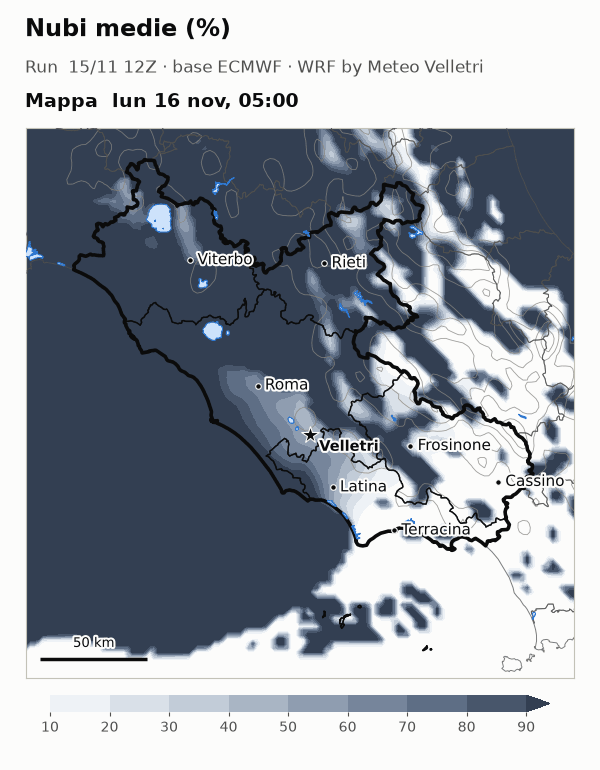 Nubi medie (%)
Run  15/11 12Z · base ECMWF · WRF by Meteo Velletri
Mappa  lun 16 nov, 05:00
Viterbo
Rieti
Roma
Velletri
Frosinone
Cassino
Latina
Terracina
50 km
10 20 30 40 50 60 70 80 90